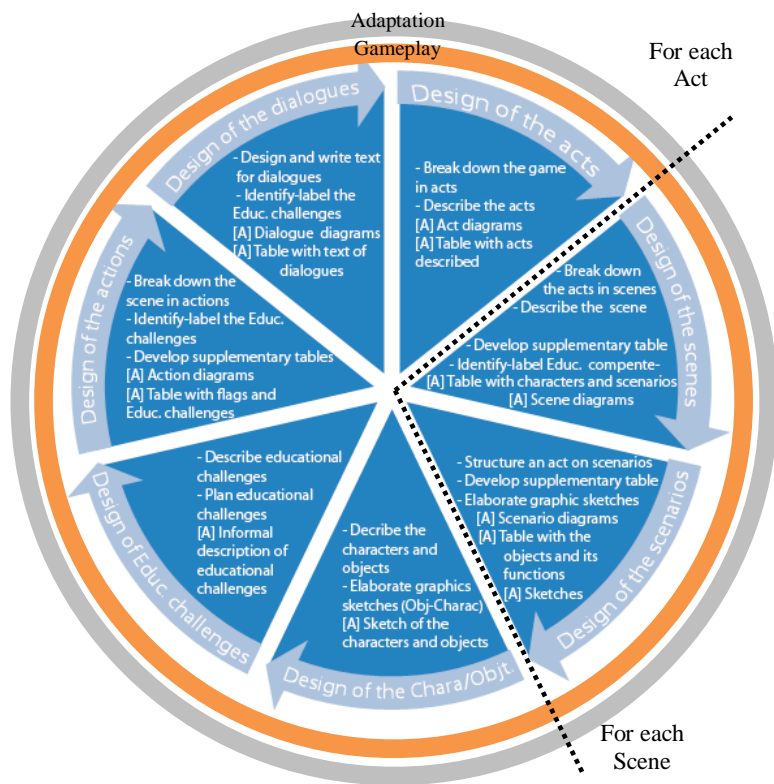 Adaptation
Gameplay
For each
Act
Design of the acts
- Break down the game
in acts
- Describe the acts
[A] Act diagrams
[A] Table with acts
described
Design of the scenes
- Break down
the acts in scenes
- Describe the scene
- Develop supplementary table
- Identify-label Educ. compente-
[A] Table with characters and scenarios
[A] Scene diagrams
Design of the scenarios
- Structure an act on scenarios
- Develop supplementary table
- Elaborate graphic sketches
[A] Scenario diagrams
[A] Table with the
objects and its
functions
[A] Sketches
For each
Scene
Design of the Chara/Objt.
- Decribe the
characters and
objects
- Elaborate graphics
sketches (Obj-Charac)
[A] Sketch of the
characters and objects
Design of Educ. challenges
- Describe educational
challenges
- Plan educational
challenges
[A] Informal
description of
educational
challenges
Design of the actions
- Break down the
scene in actions
- Identify-label the Educ.
challenges
- Develop supplementary tables
[A] Action diagrams
[A] Table with flags and
Educ. challenges
Design of the dialogues
- Design and write text
for dialogues
- Identify-label the
Educ. challenges
[A] Dialogue diagrams
[A] Table with text of
dialogues